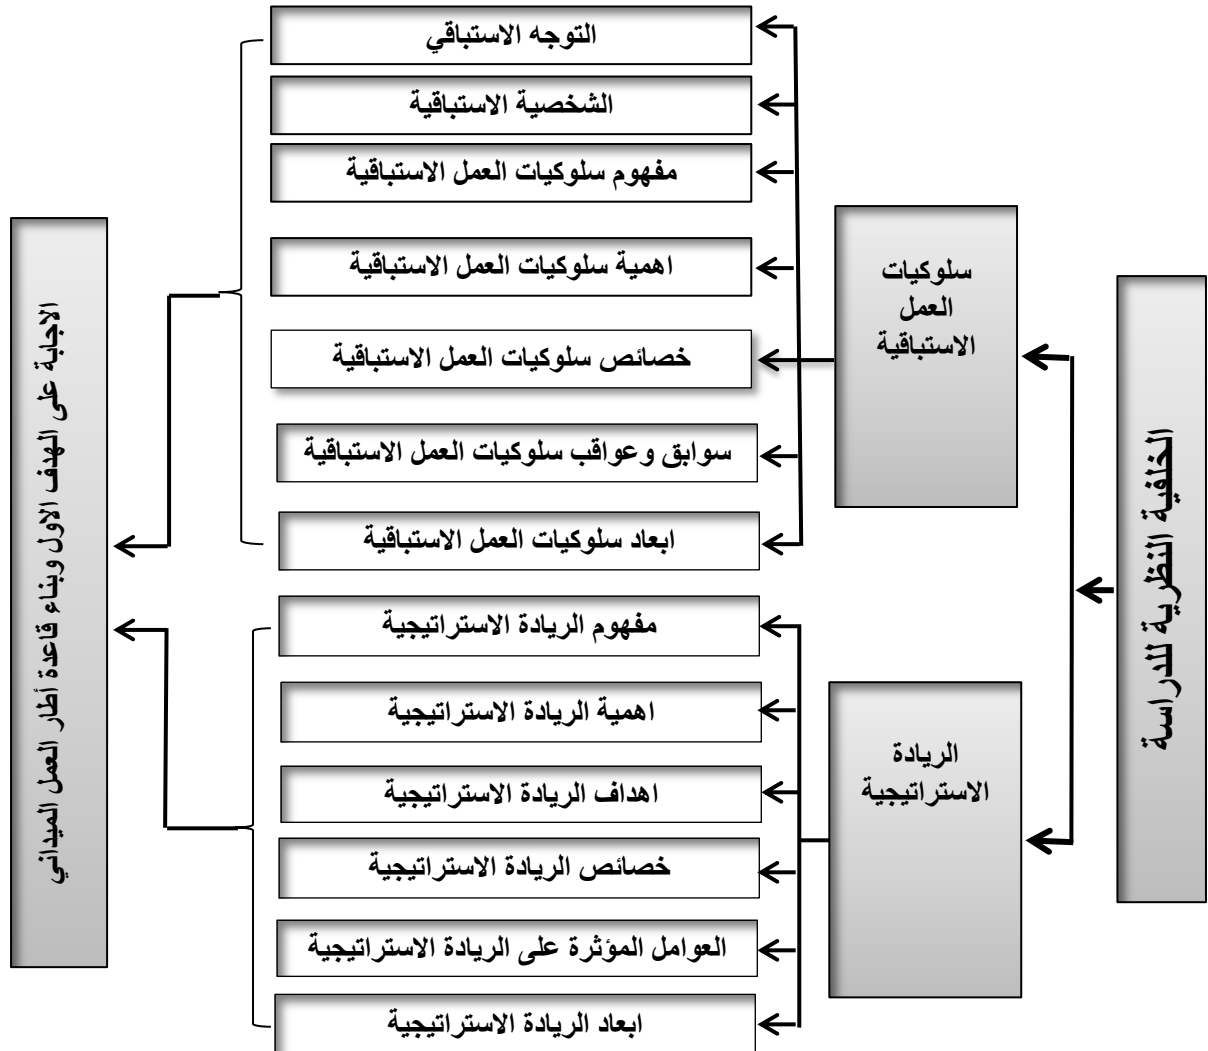 الخلفية النظرية للدراسة
سلوكيات
العمل
الاستباقية
التوجه الاستباقي
الشخصية الاستباقية
مفهوم سلوكيات العمل الاستباقية
اهمية سلوكيات العمل الاستباقية
خصائص سلوكيات العمل الاستباقية
سوابق وعواقب سلوكيات العمل الاستباقية
ابعاد سلوكيات العمل الاستباقية
الريادة
الاستراتيجية
مفهوم الريادة الاستراتيجية
اهمية الريادة الاستراتيجية
اهداف الريادة الاستراتيجية
خصائص الريادة الاستراتيجية
العوامل المؤثرة على الريادة الاستراتيجية
ابعاد الريادة الاستراتيجية
الاجابة على الهدف الاول وبناء قاعدة أطار العمل الميداني